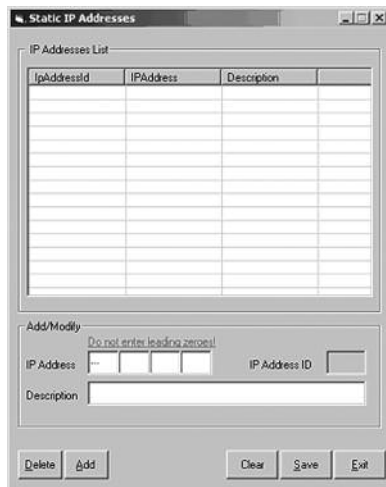 Static IP Addresses
IP Addresses List
IpAddressId IPAddress Description
Add/Modify
Do not enter leading zeroes!
IP Address ... IP Address ID
Description
Delete Add Clear Save Exit